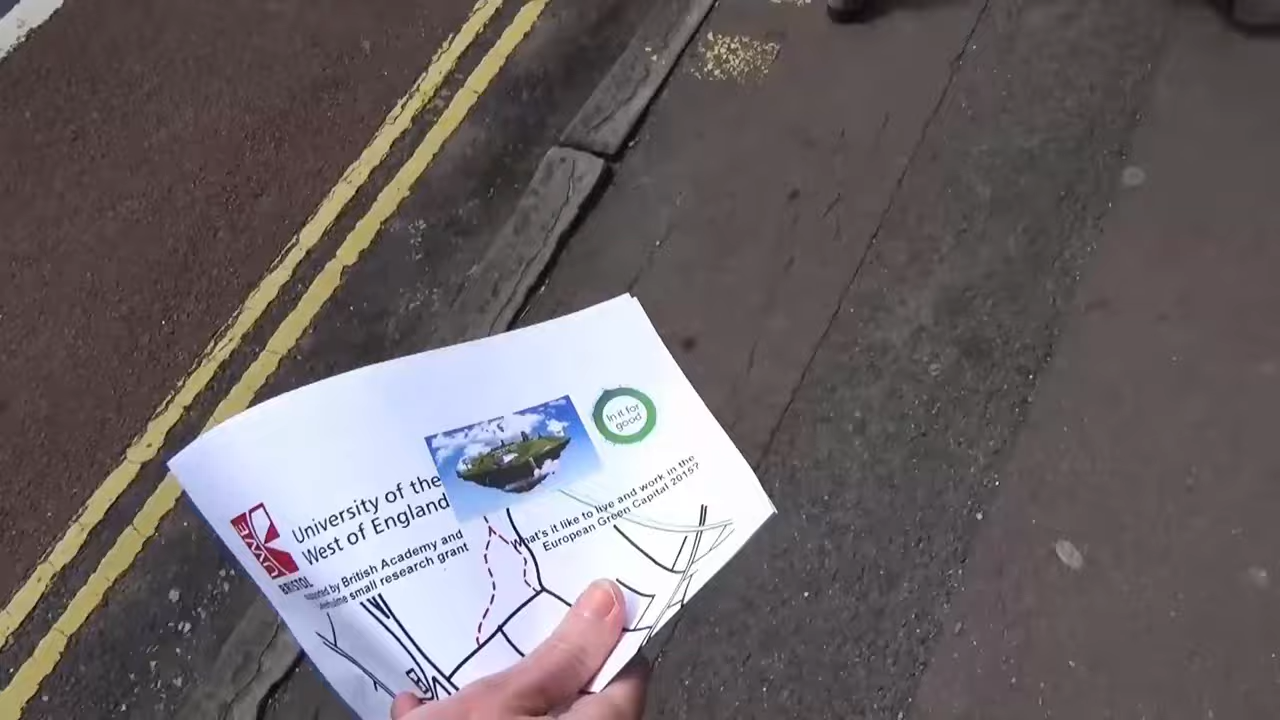 In it for
good
University of the
West of England
UWE
BRISTOL
by British Academy and
small research grant
What's it like to live and work in the
European Green Capital 2015?